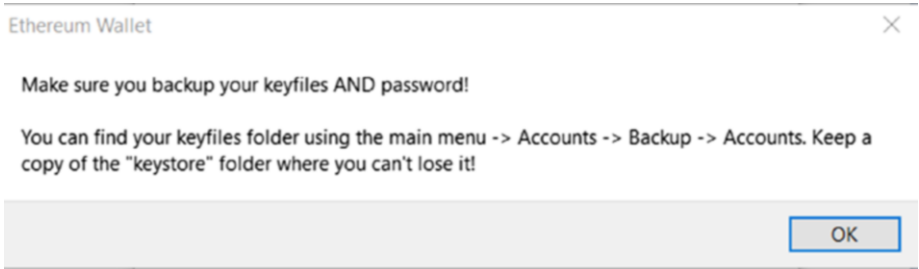 Ethereum Wallet
Make sure you backup your keyfiles AND password!
You can find your keyfiles folder using the main menu -> Accounts -> Backup -> Accounts. Keep a
copy of the "keystore" folder where you can't lose it!
OK